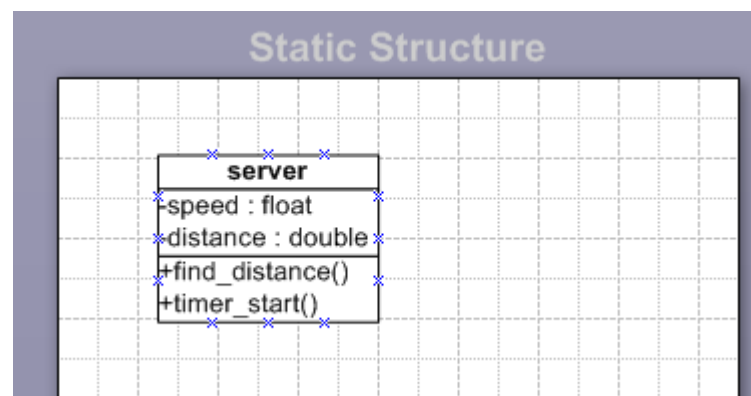 Static Structure
server
-speed : float
-distance : double
+find_distance()
+timer_start()